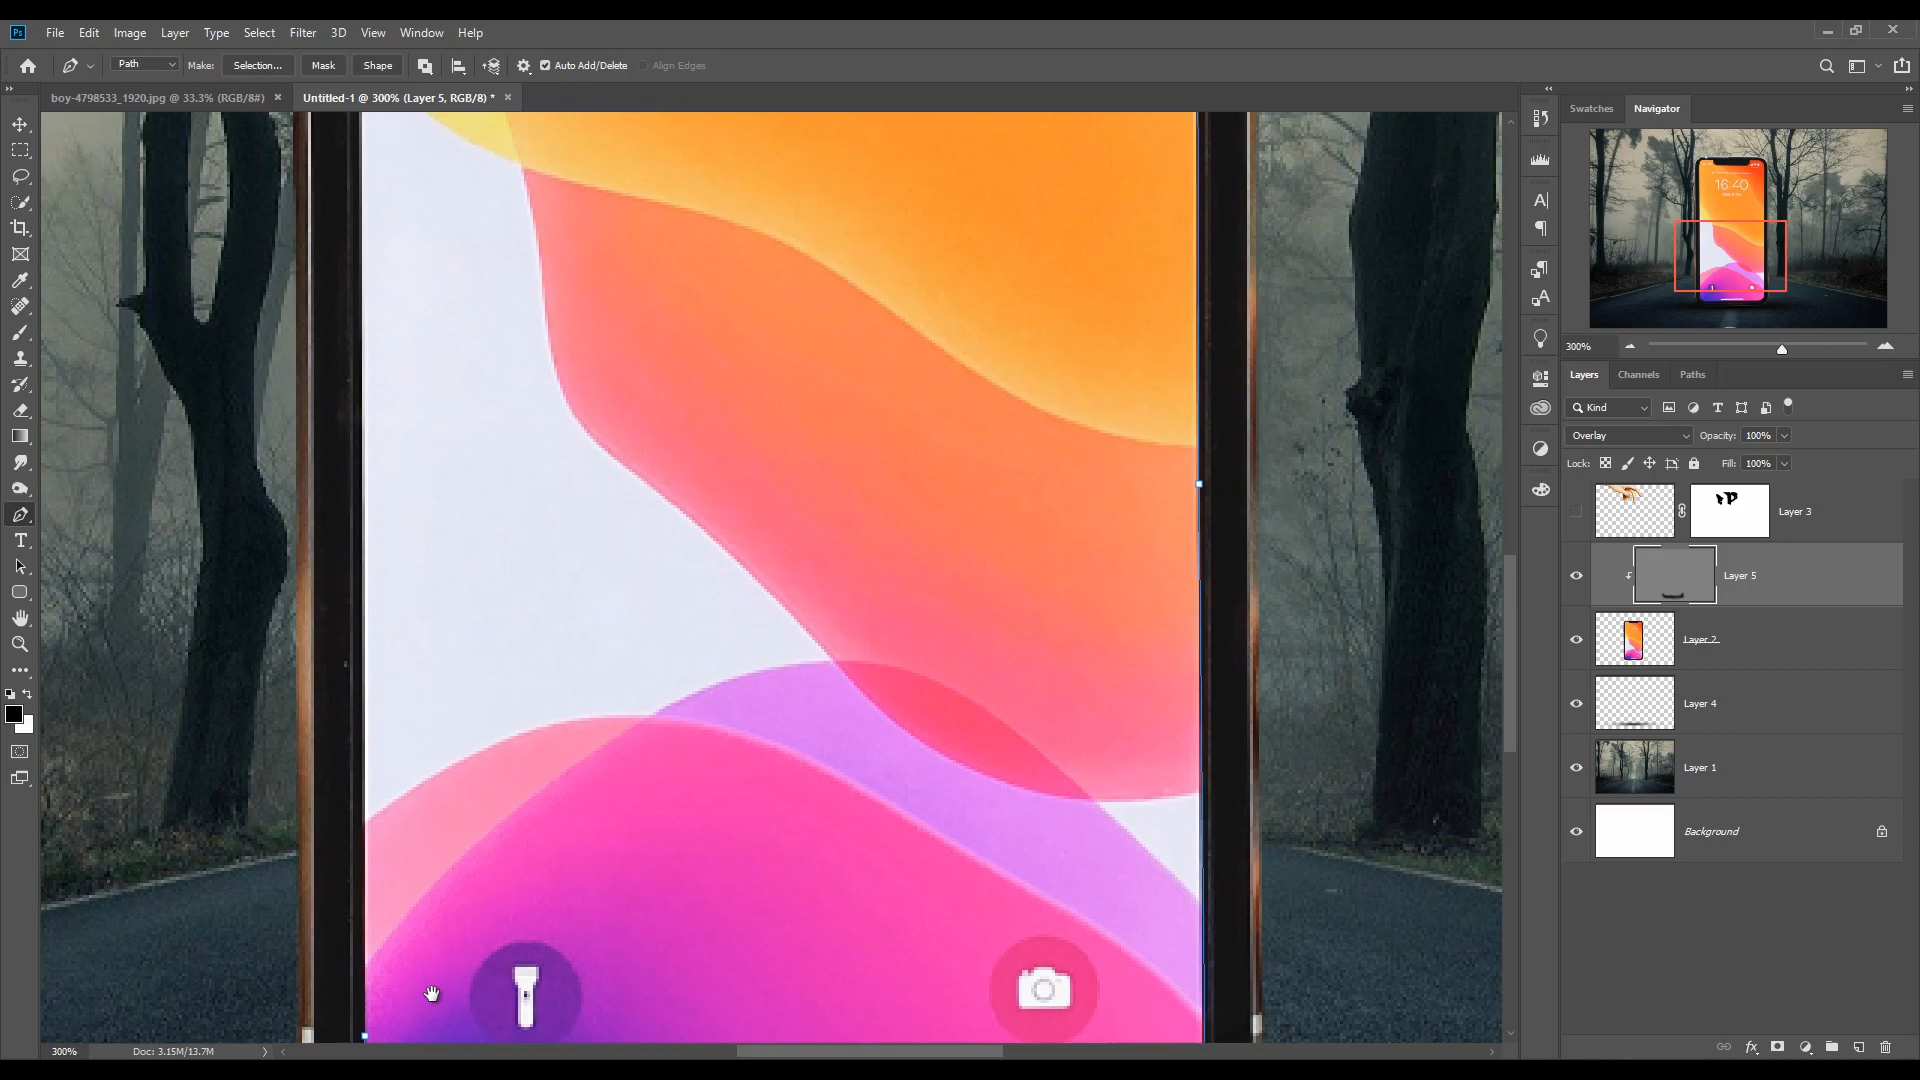 Ps File Edit Image Layer Type Select Filter 3D View Window Help
Path Make: Selection... Mask Shape Auto Add/Delete Align Edges
boy-4798533_1920.jpg @ 33.3% (RGB/8#) × Untitled-1 @ 300% (Layer 5, RGB/8) * ×
Swatches Navigator
16:40
300%
Layers Channels Paths
Kind
Overlay Opacity: 100%
Lock: Fill: 100%
Layer 3
Layer 5
Layer 2
Layer 4
Layer 1
Background
300% Doc: 3.15M/13.7M